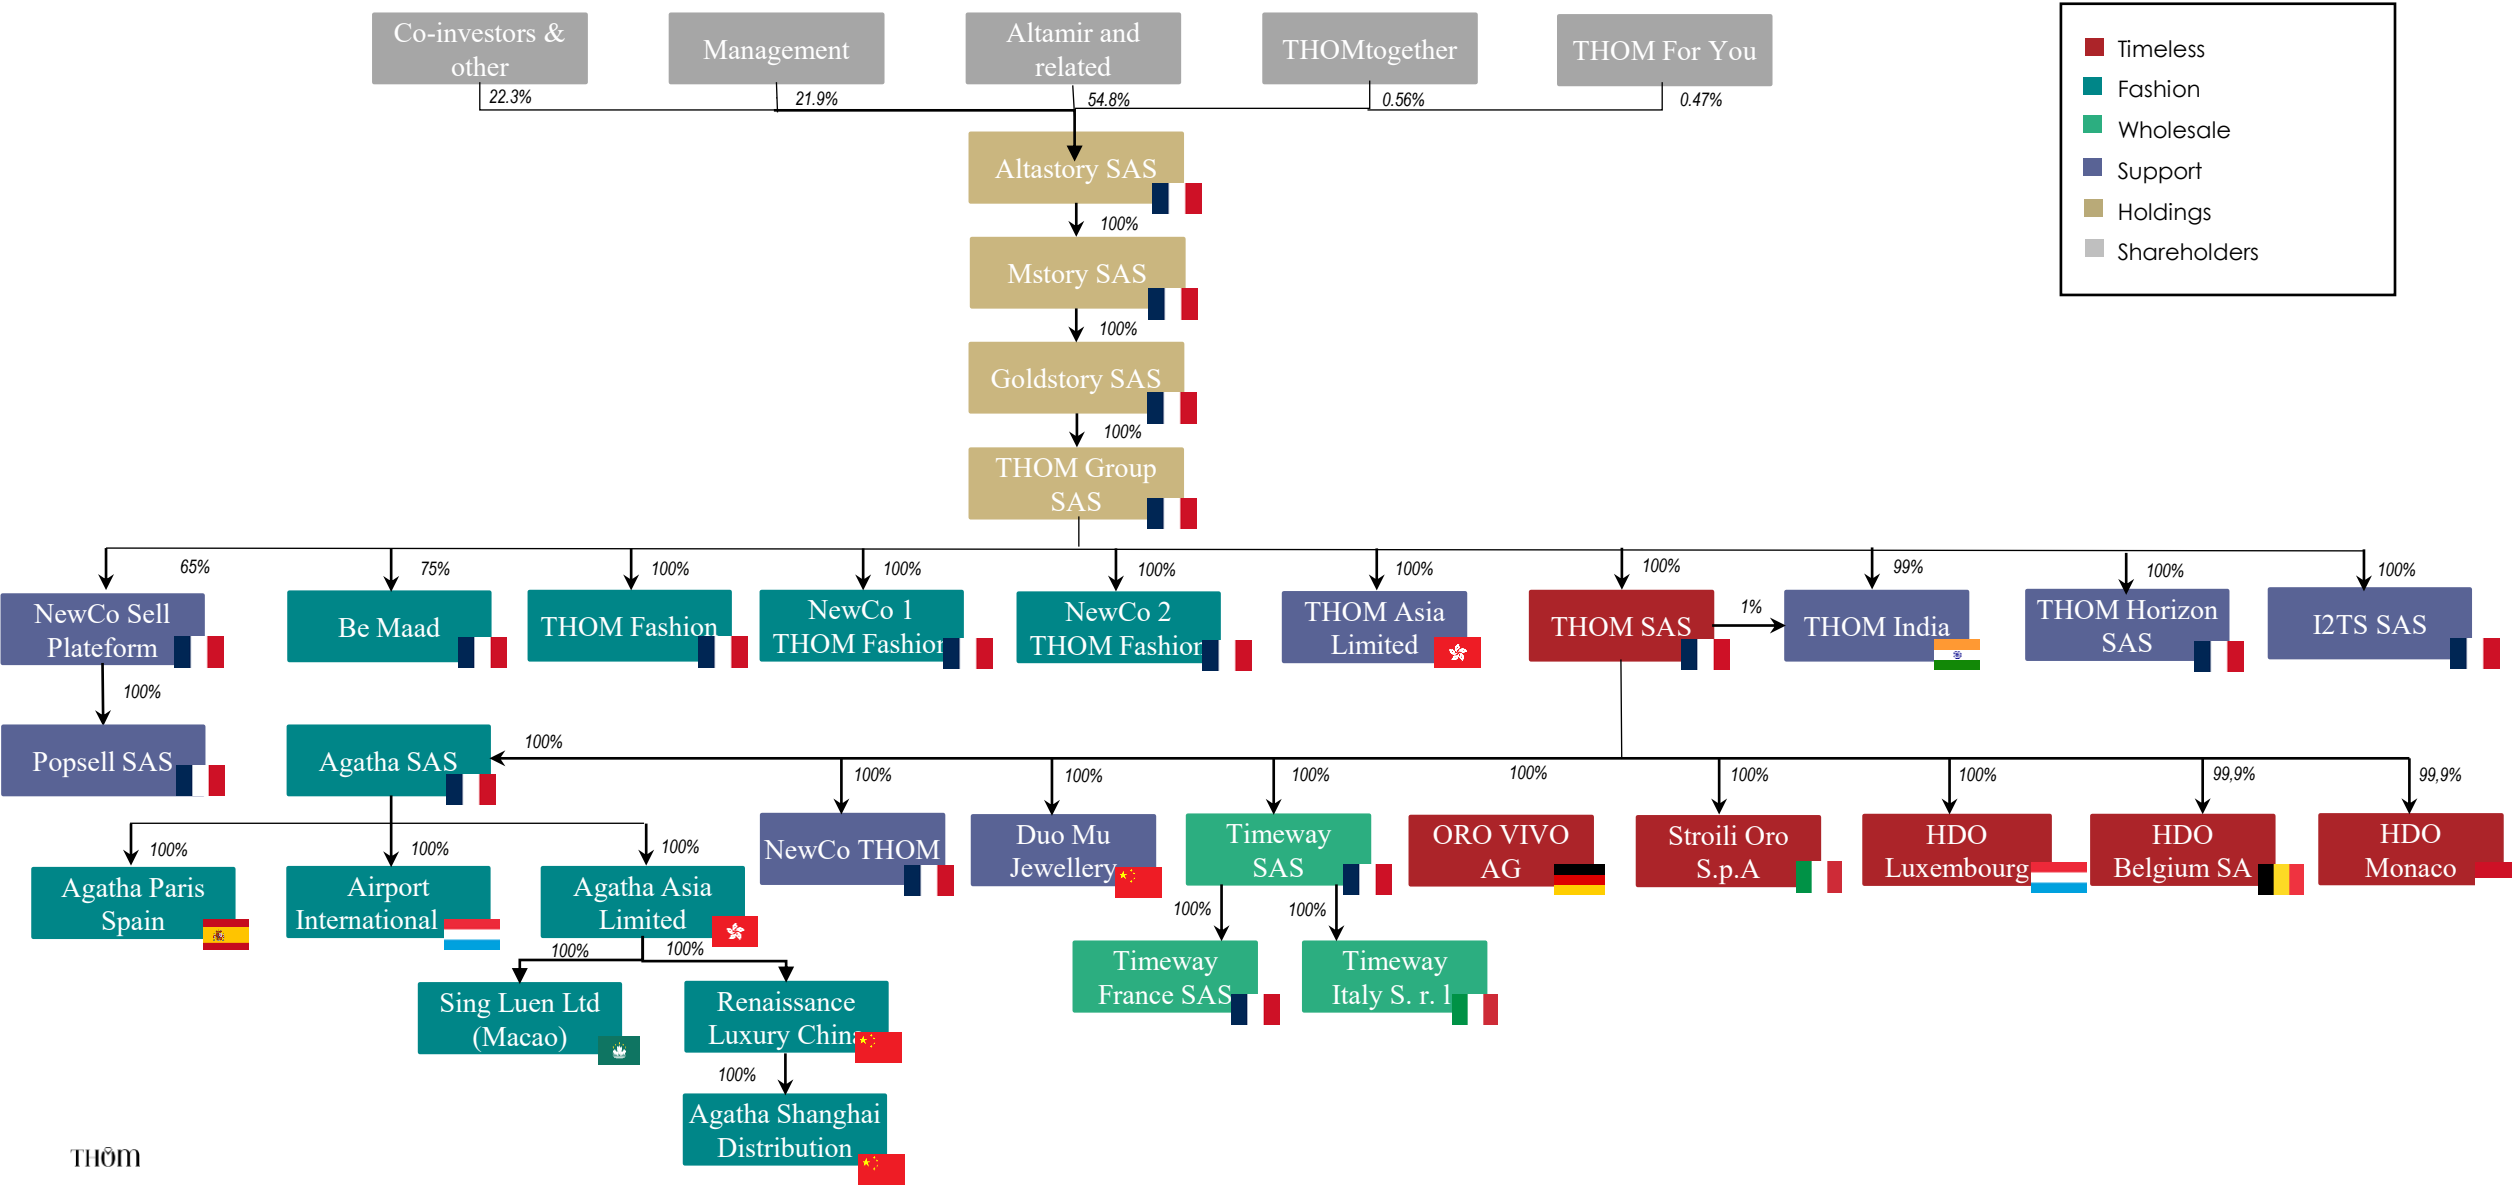 Co-investors &
other
Management
Altamir and
related
THOMtogether
THOM For You
22.3%
21.9%
54.8%
0.56%
0.47%
Timeless
Fashion
Wholesale
Support
Holdings
Shareholders
Altastory SAS
100%
Mstory SAS
100%
Goldstory SAS
100%
THOM Group
SAS
65%
75%
100%
100%
100%
100%
100%
99%
100%
100%
NewCo Sell
Plateform
Be Maad
THOM Fashion
NewCo 1
THOM Fashion
NewCo 2
THOM Fashion
THOM Asia
Limited
THOM SAS
1%
THOM India
THOM Horizon
SAS
I2TS SAS
100%
Popsell SAS
Agatha SAS
100%
100%
100%
100%
100%
100%
100%
99,9%
99,9%
NewCo THOM
Duo Mu
Jewellery
Timeway
SAS
ORO VIVO
AG
Stroili Oro
S.p.A
HDO
Luxembourg
HDO
Belgium SA
HDO
Monaco
100%
100%
100%
Agatha Paris
Spain
Airport
International
Agatha Asia
Limited
100%
100%
Timeway
France SAS
Timeway
Italy S. r. l
100%
100%
Sing Luen Ltd
(Macao)
Renaissance
Luxury China
100%
Agatha Shanghai
Distribution
THOM